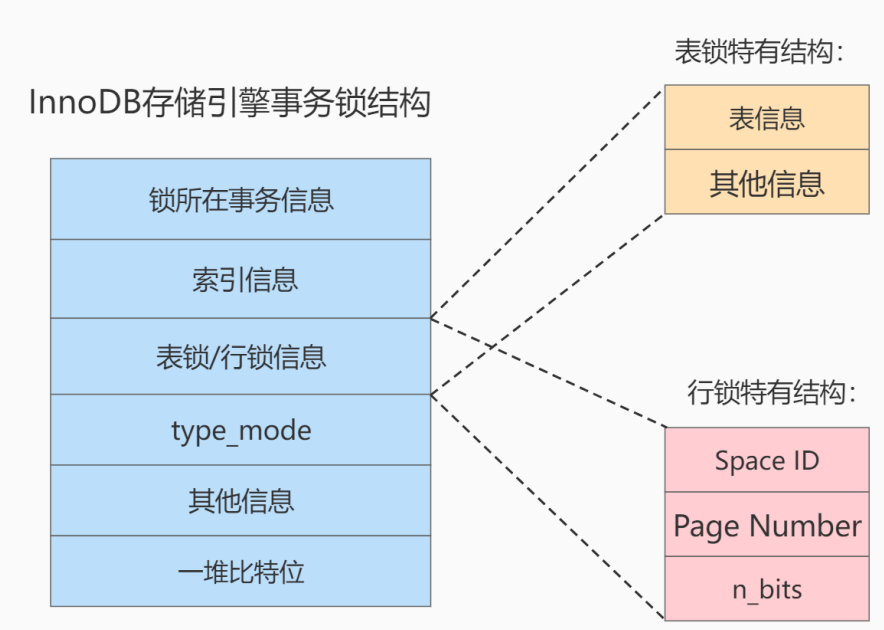 InnoDB存储引擎事务锁结构
锁所在事务信息
索引信息
表锁/行锁信息
type_mode
其他信息
一堆比特位
表锁特有结构：
表信息
其他信息
行锁特有结构：
Space ID
Page Number
n_bits